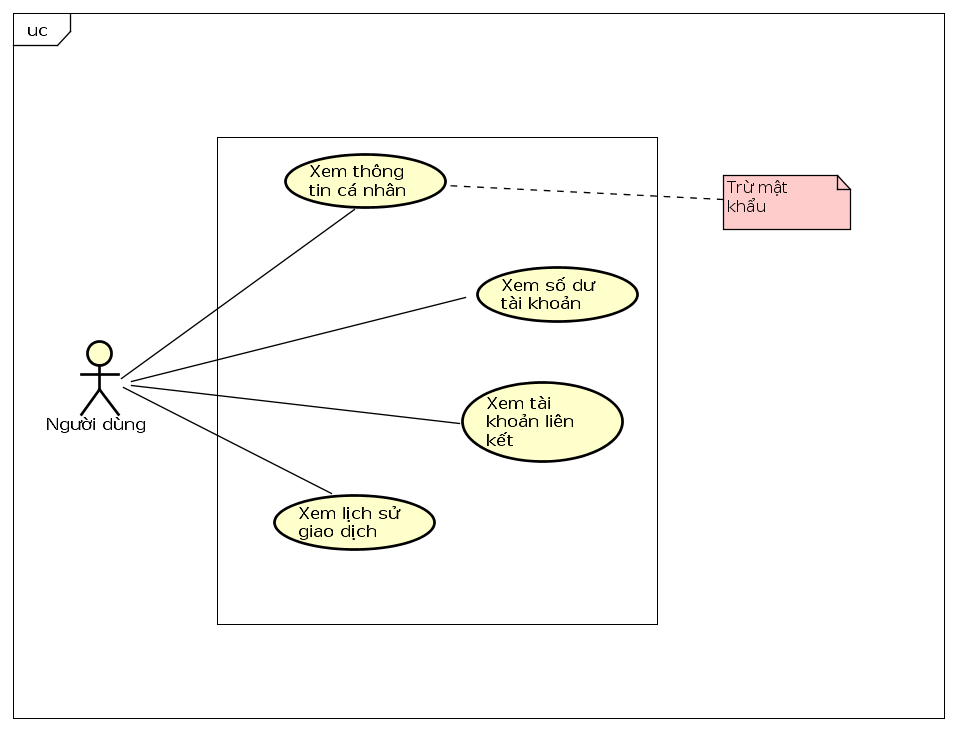 uc
Xem thông
tin cá nhân
Trừ mật
khẩu
Xem số dư
tài khoản
Người dùng
Xem tài
khoản liên
kết
Xem lịch sử
giao dịch